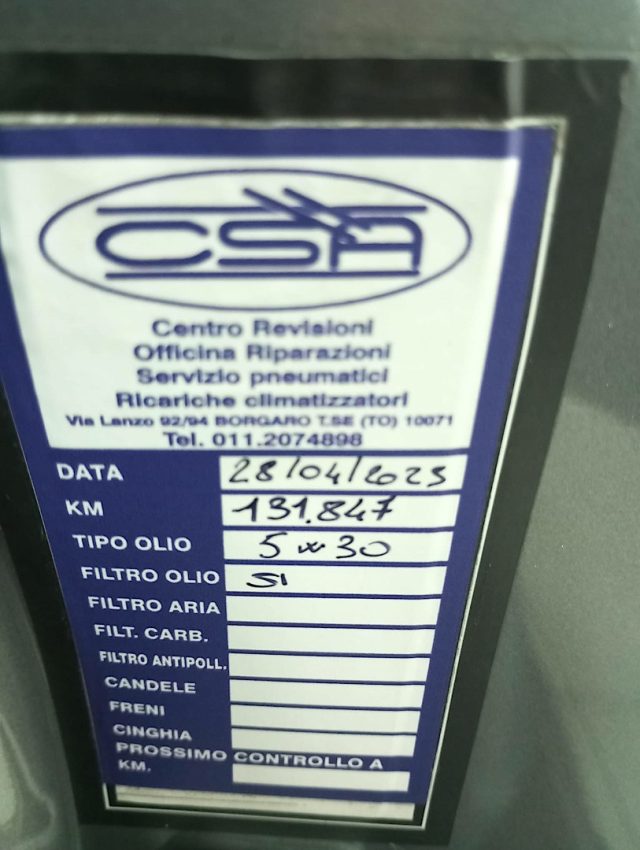 CSA
Centro Revisioni
Officina Riparazioni
Servizio pneumatici
Ricariche climatizzatori
Via Lanzo 92/94 BORGARO T.SE (TO) 10071
Tel. 011.2074898
DATA 28/04/2023
KM 131.847
TIPO OLIO 5w30
FILTRO OLIO SI
FILTRO ARIA
FILT. CARB.
FILTRO ANTIPOLL.
CANDELE
FRENI
CINGHIA
PROSSIMO CONTROLLO A
KM.